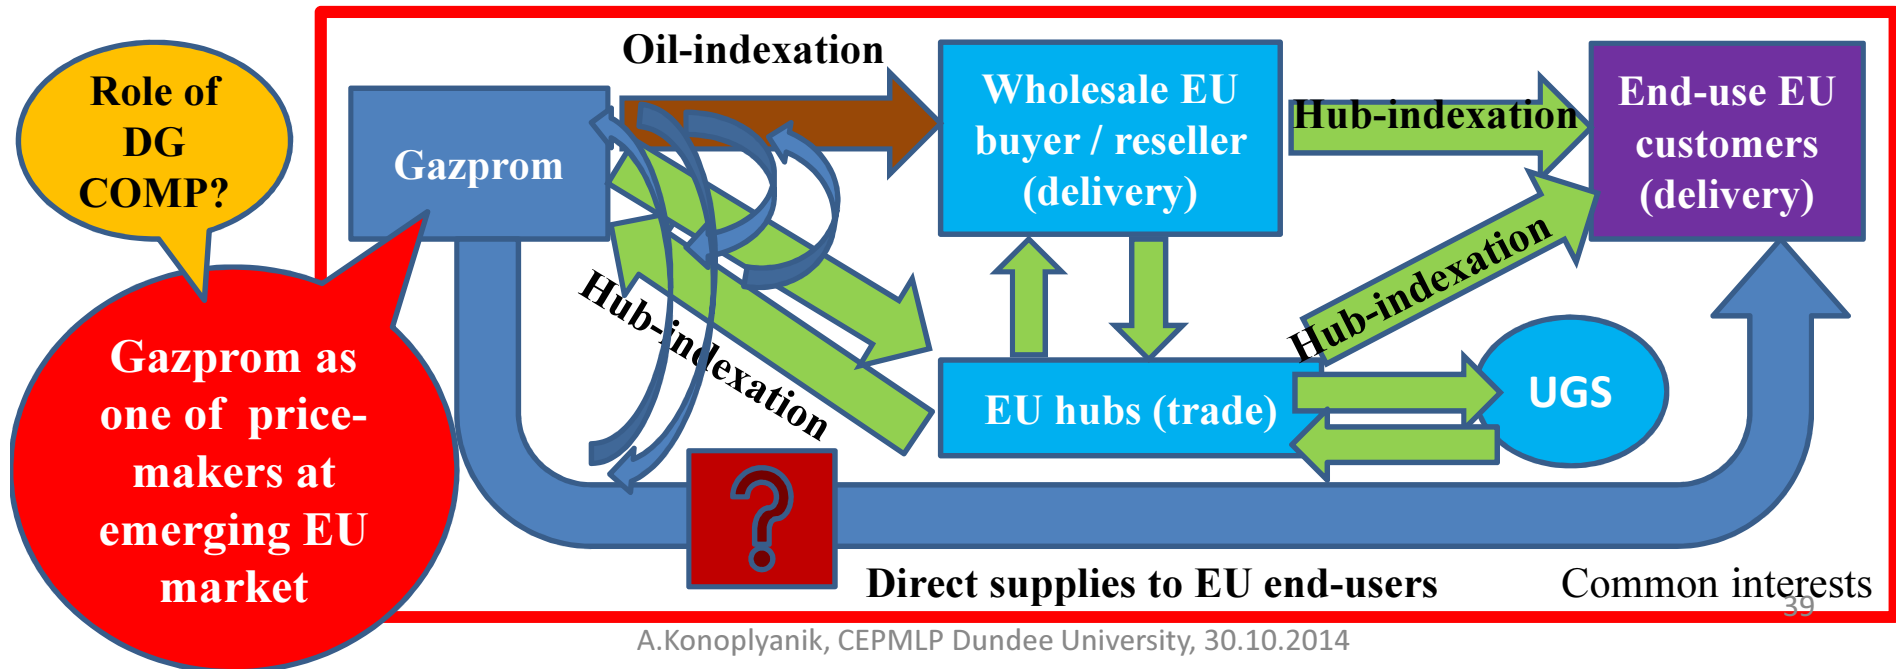 Role of
DG
COMP?
Gazprom as
one of price-
makers at
emerging EU
market
Gazprom
Oil-indexation
Wholesale EU
buyer / reseller
(delivery)
Hub-indexation
End-use EU
customers
(delivery)
Hub-indexation
Hub-indexation
EU hubs (trade)
UGS
?
Direct supplies to EU end-users
Common interests
39
A.Konoplyanik, CEPMLP Dundee University, 30.10.2014